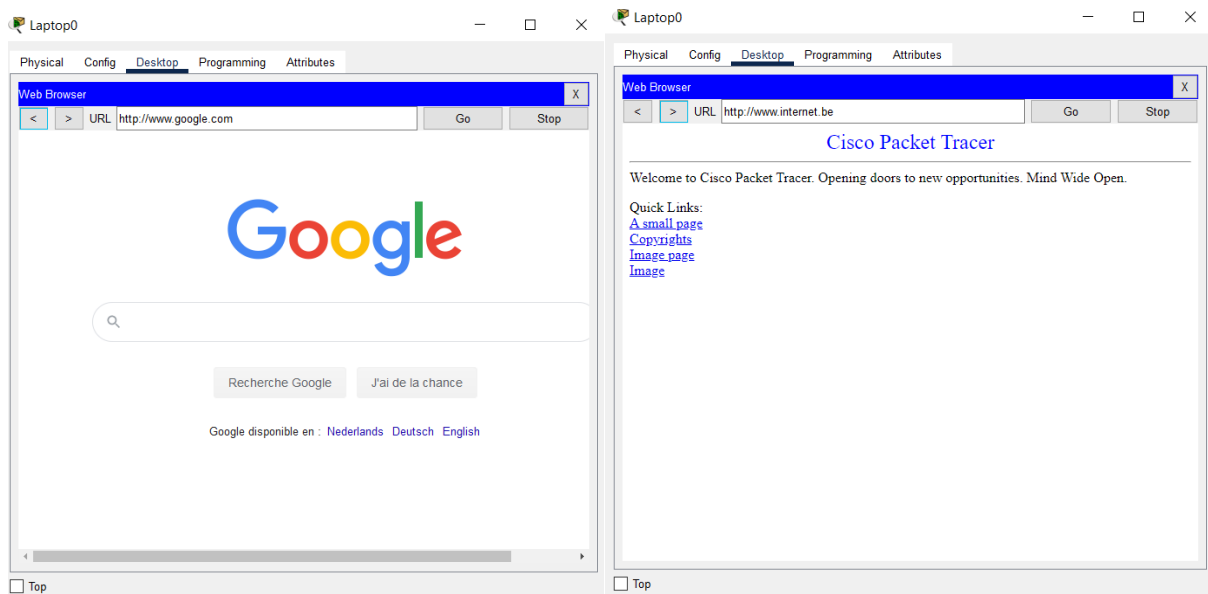 Laptop0
Physical Config Desktop Programming Attributes
Web Browser X
< > URL http://www.google.com Go Stop
Google
Recherche Google J'ai de la chance
Google disponible en : Nederlands Deutsch English
Top
Laptop0
Physical Config Desktop Programming Attributes
Web Browser X
< > URL http://www.internet.be Go Stop
Cisco Packet Tracer
Welcome to Cisco Packet Tracer. Opening doors to new opportunities. Mind Wide Open.
Quick Links:
A small page
Copyrights
Image page
Image
Top